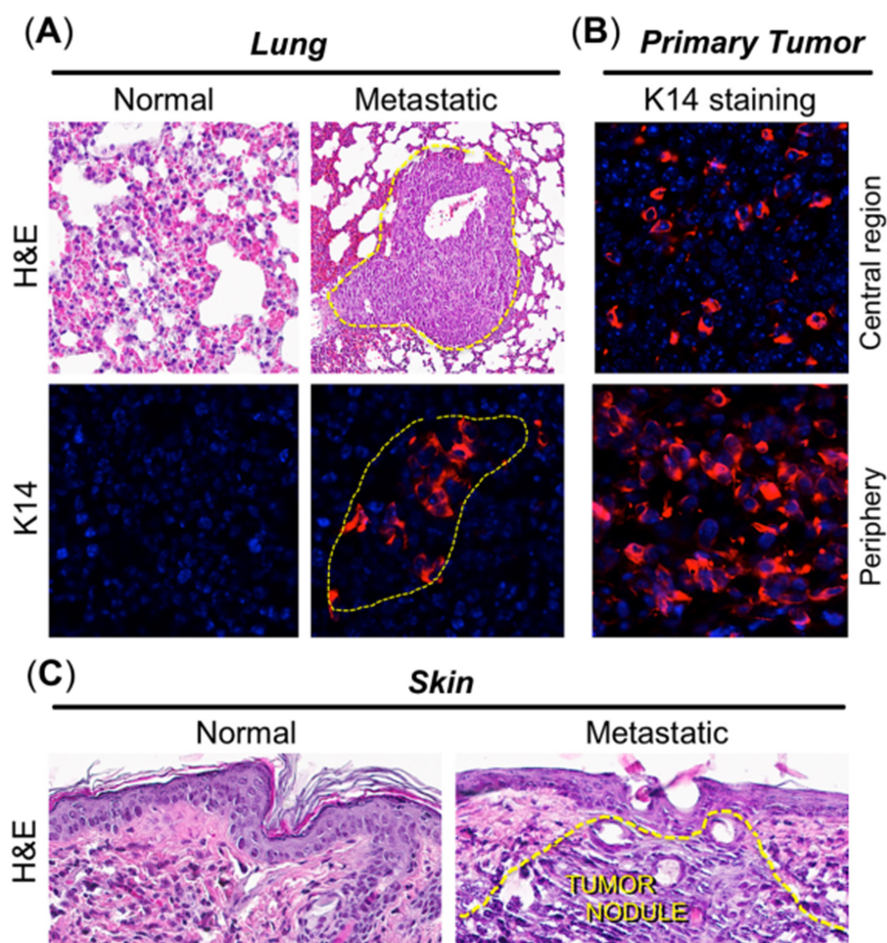 (A)
Lung
(B)
Primary Tumor
Normal
Metastatic
K14 staining
H&E
Central region
K14
Periphery
(C)
Skin
Normal
Metastatic
H&E
TUMOR
NODULE